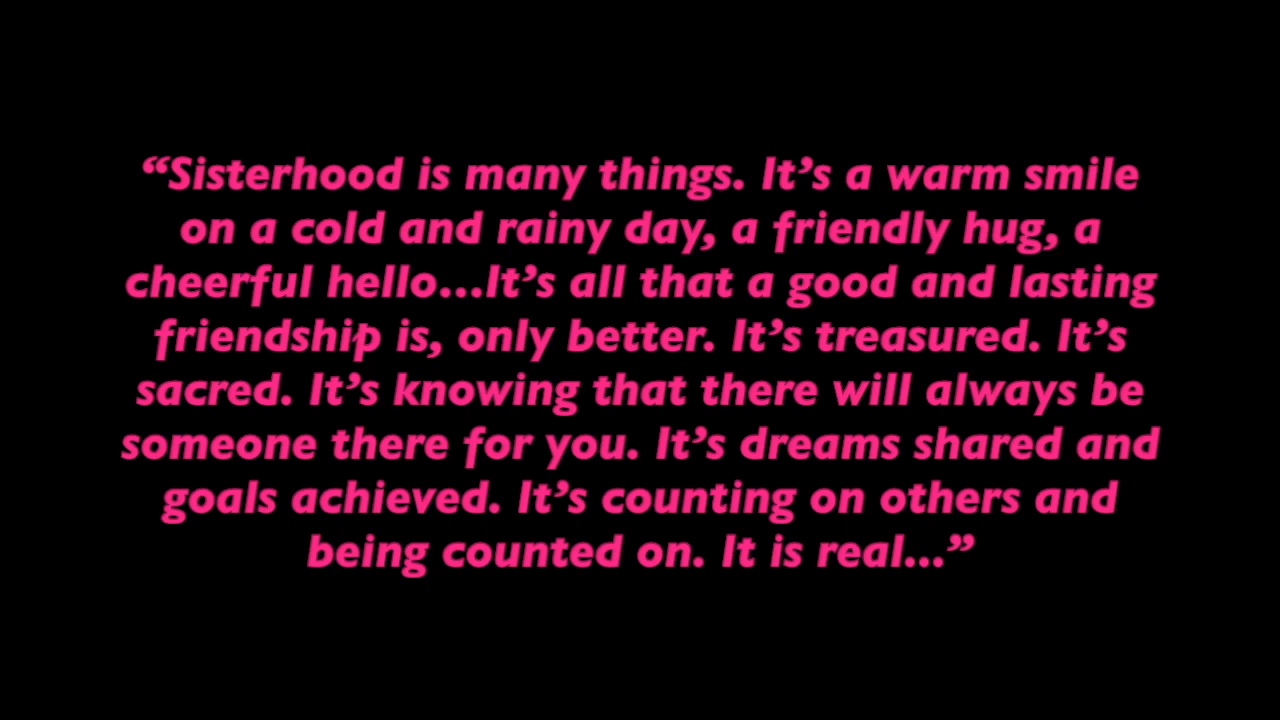 “Sisterhood is many things. It’s a warm smile
on a cold and rainy day, a friendly hug, a
cheerful hello...It’s all that a good and lasting
friendship is, only better. It’s treasured. It’s
sacred. It’s knowing that there will always be
someone there for you. It’s dreams shared and
goals achieved. It’s counting on others and
being counted on. It is real...”